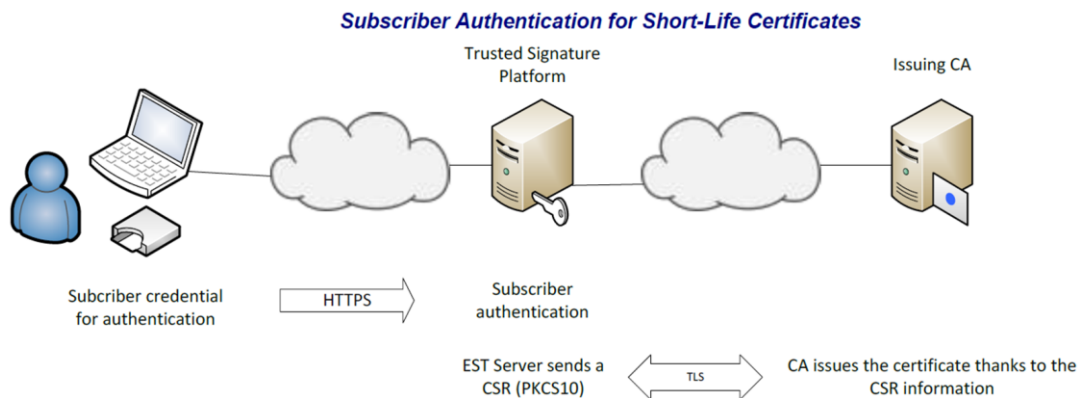 Subscriber Authentication for Short-Life Certificates
Trusted Signature
Platform
Issuing CA
Subcriber credential
for authentication
HTTPS
Subscriber
authentication
EST Server sends a
CSR (PKCS10)
TLS
CA issues the certificate thanks to the
CSR information